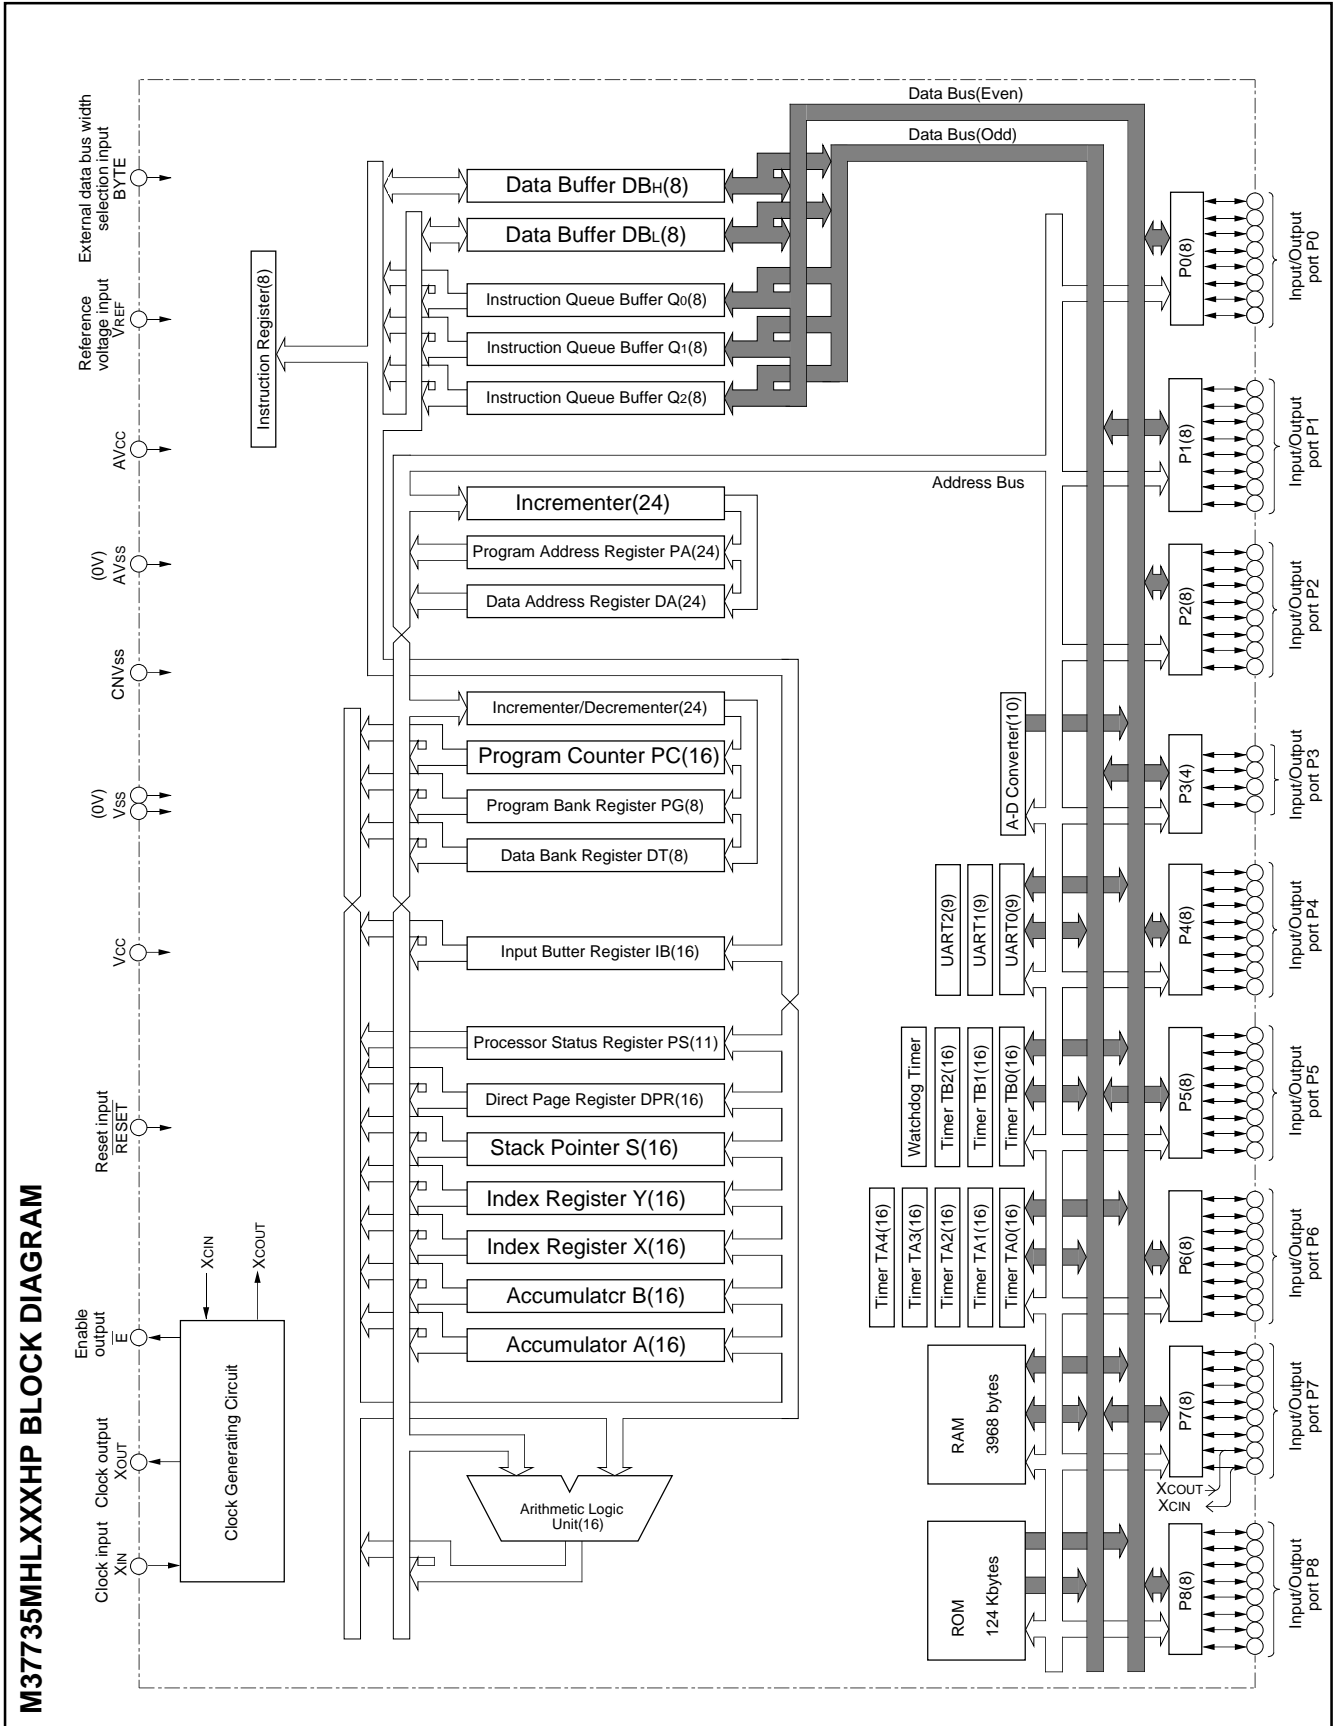 M37735MHLXXXHP BLOCK DIAGRAM
Clock input
XIN
Clock output
XOUT
Enable
output
E
Reset input
RESET
VCC
(0V)
VSS
CNVSS
(0V)
AVSS
AVCC
Reference
voltage input
VREF
External data bus width
selection input
BYTE
Clock Generating Circuit
XCIN
XCOUT
Instruction Register(8)
Data Bus(Even)
Data Bus(Odd)
Data Buffer DBH(8)
Data Buffer DBL(8)
Instruction Queue Buffer Q0(8)
Instruction Queue Buffer Q1(8)
Instruction Queue Buffer Q2(8)
Address Bus
Incrementer(24)
Program Address Register PA(24)
Data Address Register DA(24)
Incrementer/Decrementer(24)
Program Counter PC(16)
Program Bank Register PG(8)
Data Bank Register DT(8)
Input Butter Register IB(16)
Processor Status Register PS(11)
Direct Page Register DPR(16)
Stack Pointer S(16)
Index Register Y(16)
Index Register X(16)
Accumulatcr B(16)
Accumulator A(16)
Arithmetic Logic
Unit(16)
A-D Converter(10)
UART2(9)
UART1(9)
UART0(9)
Watchdog Timer
Timer TB2(16)
Timer TB1(16)
Timer TB0(16)
Timer TA4(16)
Timer TA3(16)
Timer TA2(16)
Timer TA1(16)
Timer TA0(16)
RAM
3968 bytes
ROM
124 Kbytes
P0(8)
P1(8)
P2(8)
P3(4)
P4(8)
P5(8)
P6(8)
P7(8)
P8(8)
XCOUT
XCIN
Input/Output
port P0
Input/Output
port P1
Input/Output
port P2
Input/Output
port P3
Input/Output
port P4
Input/Output
port P5
Input/Output
port P6
Input/Output
port P7
Input/Output
port P8